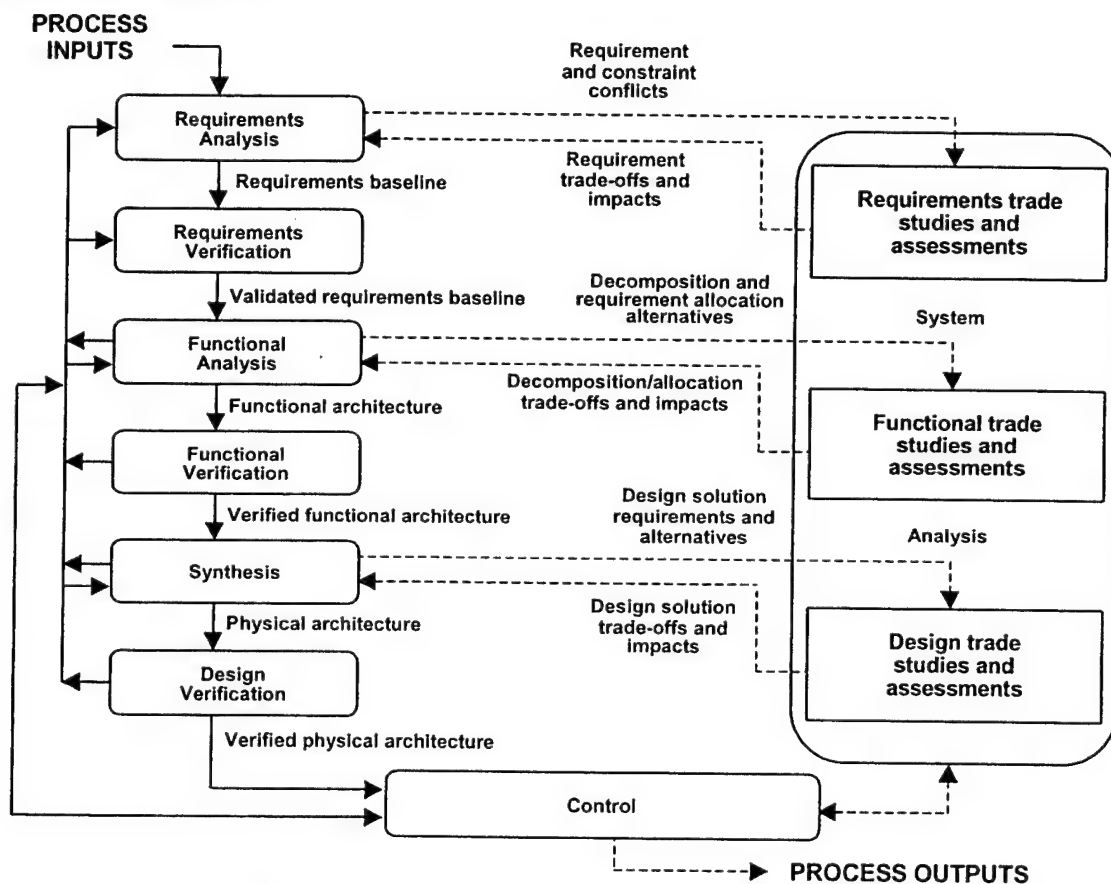 PROCESS
INPUTS
Requirement
and constraint
conflicts
Requirements
Analysis
Requirement
trade-offs and
impacts
Requirements baseline
Requirements trade
studies and
assessments
Requirements
Verification
Validated requirements baseline
Decomposition and
requirement allocation
alternatives
System
Functional
Analysis
Decomposition/allocation
trade-offs and impacts
Functional architecture
Functional trade
studies and
assessments
Functional
Verification
Verified functional architecture
Design solution
requirements and
alternatives
Analysis
Synthesis
Design solution
trade-offs and
impacts
Physical architecture
Design trade
studies and
assessments
Design
Verification
Verified physical architecture
Control
PROCESS OUTPUTS